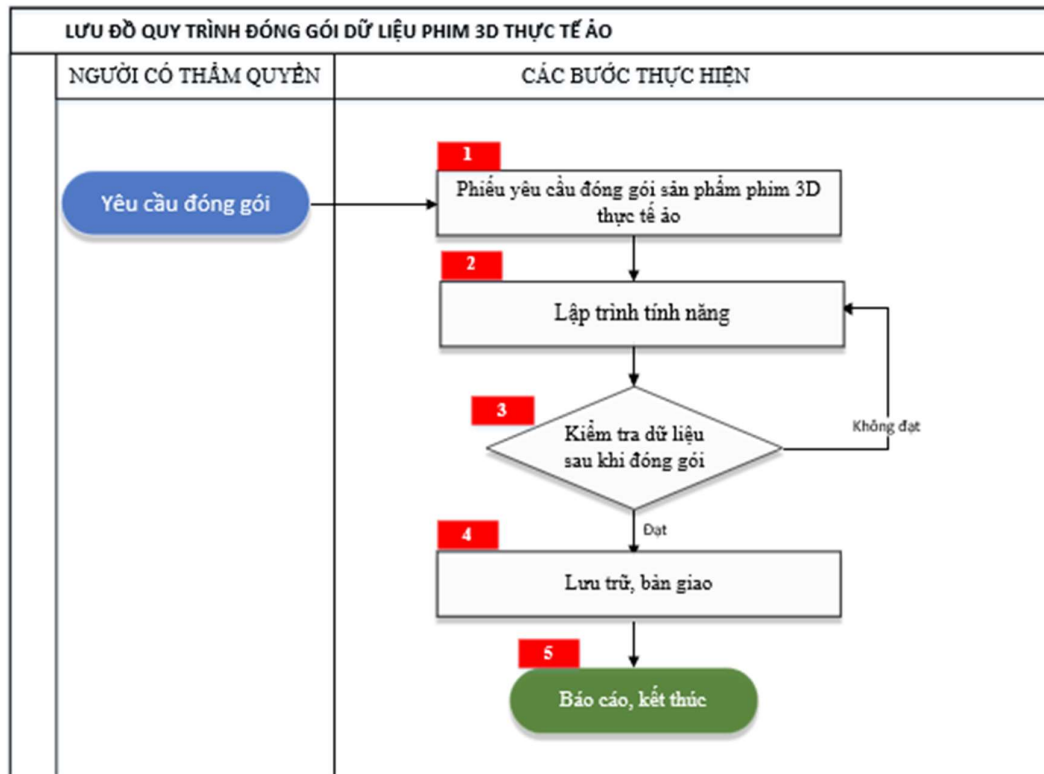 LƯU ĐỒ QUY TRÌNH ĐÓNG GÓI DỮ LIỆU PHIM 3D THỰC TẾ ẢO
NGƯỜI CÓ THẨM QUYỀN
CÁC BƯỚC THỰC HIỆN
Yêu cầu đóng gói
1
Phiếu yêu cầu đóng gói sản phẩm phim 3D
thực tế ảo
2
Lập trình tính năng
3
Kiểm tra dữ liệu
sau khi đóng gói
Không đạt
Đạt
4
Lưu trữ, bàn giao
5
Báo cáo, kết thúc